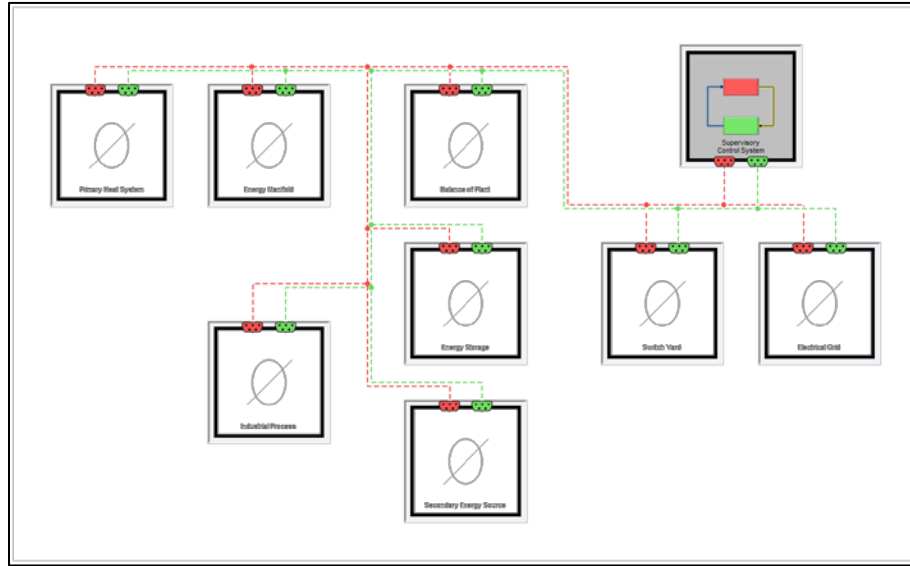 Supervisory
Control System
Primary Heat System
Energy Manifold
Balance of Plant
Energy Storage
Switch Yard
Electrical Grid
Industrial Process
Secondary Energy Source